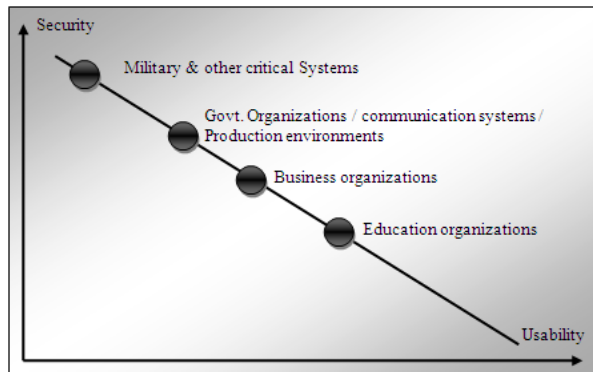 Security
Military & other critical Systems
Govt. Organizations / communication systems /
Production environments
Business organizations
Education organizations
Usability